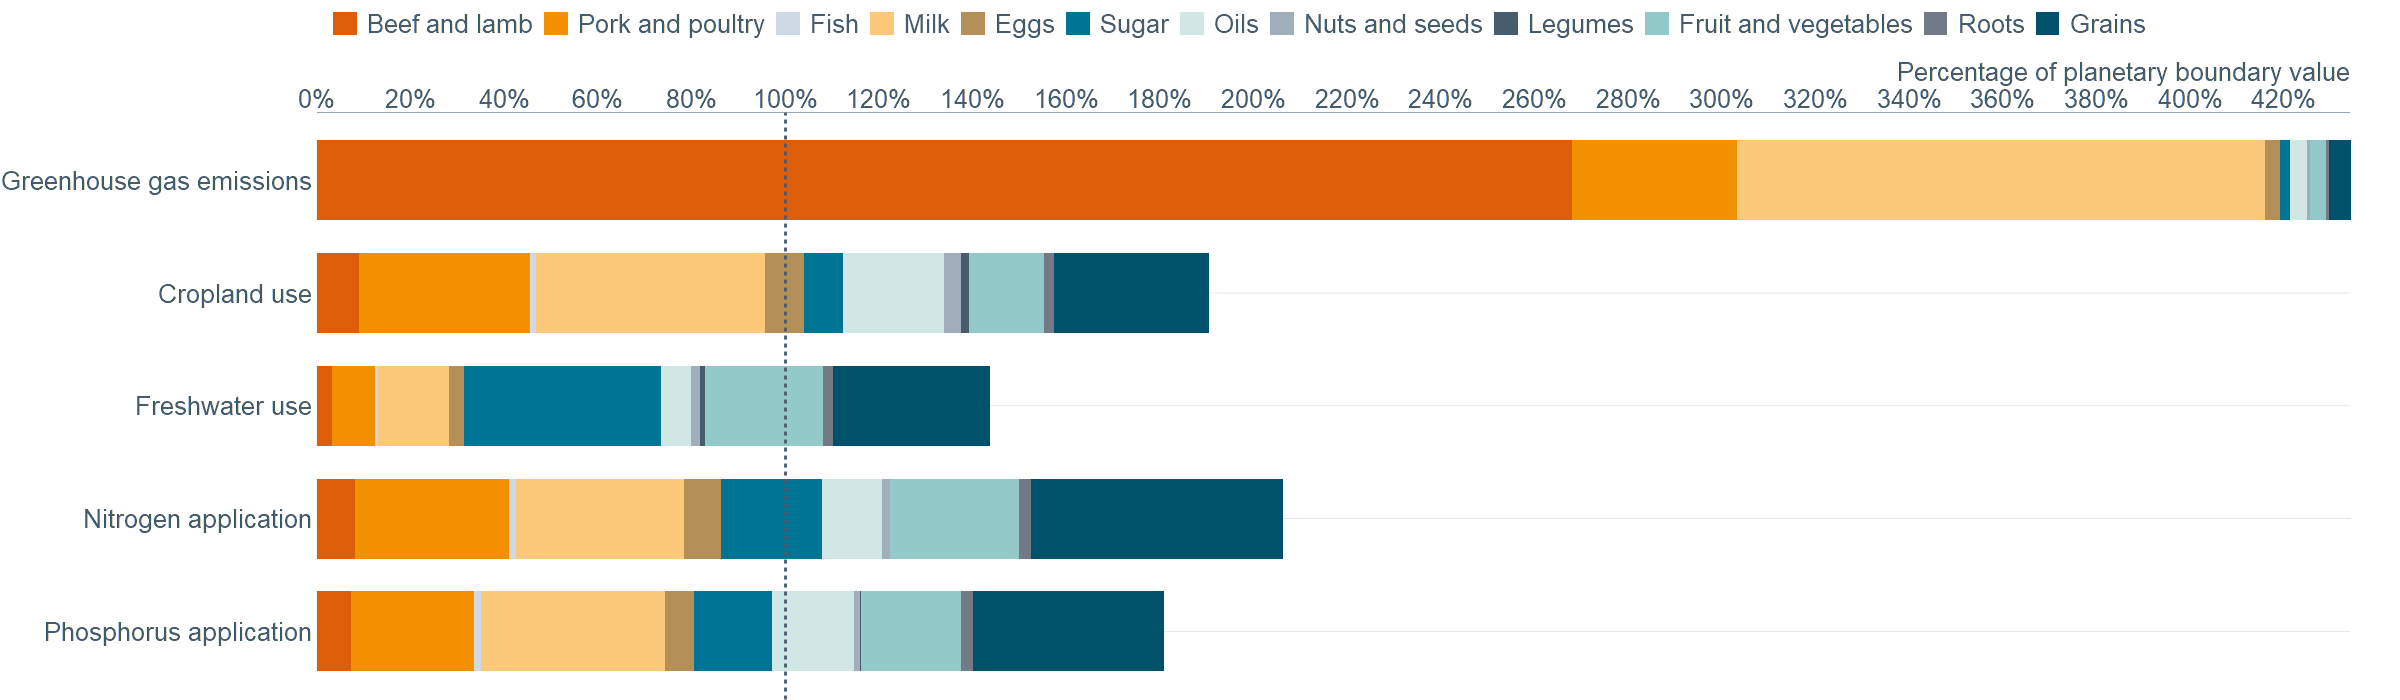 Beef and lamb Pork and poultry Fish Milk Eggs Sugar Oils Nuts and seeds Legumes Fruit and vegetables Roots Grains
Percentage of planetary boundary value
0% 20% 40% 60% 80% 100% 120% 140% 160% 180% 200% 220% 240% 260% 280% 300% 320% 340% 360% 380% 400% 420%
Greenhouse gas emissions
Cropland use
Freshwater use
Nitrogen application
Phosphorus application